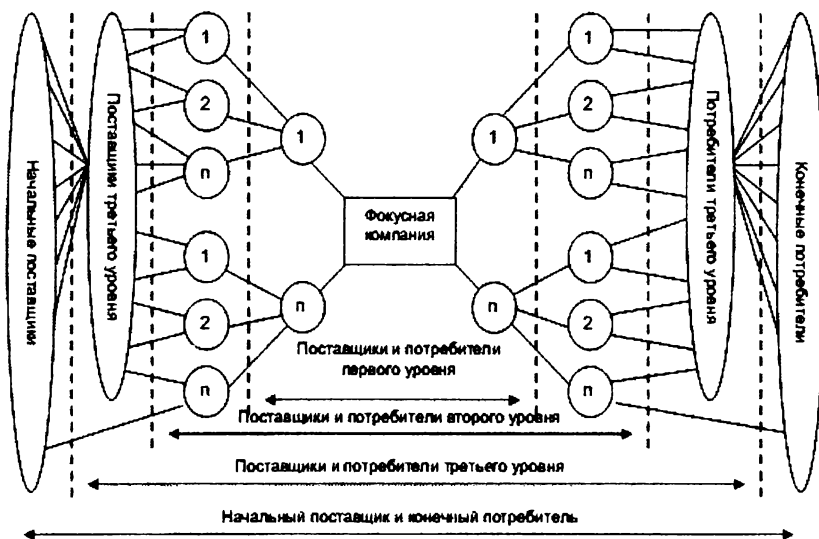 Начальные поставщики
Поставщики третьего уровня
1
2
n
1
2
n
1
n
Фокусная
компания
1
n
1
2
n
1
2
n
Потребители третьего уровня
Конечные потребители
Поставщики и потребители
первого уровня
Поставщики и потребители второго уровня
Поставщики и потребители третьего уровня
Начальный поставщик и конечный потребитель